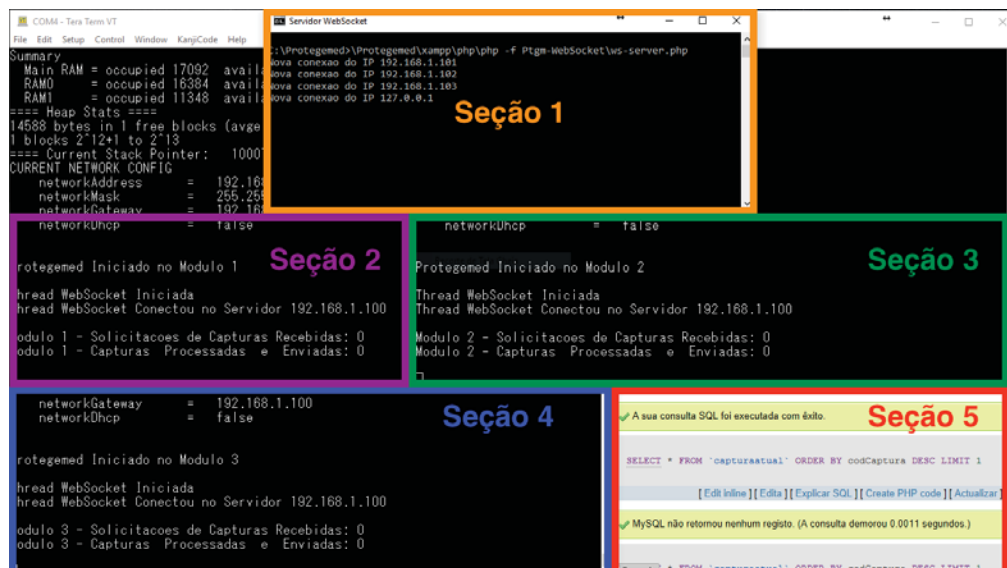 COM4 - Tera Term VT
File Edit Setup Control Window KanjiCode Help
Summary
Main RAM = occupied 17092
RAM0 = occupied 16384
RAM1 = occupied 11348
==== Heap Stats ====
14588 bytes in 1 free blocks
1 blocks 2^12+1 to 2^13
==== Current Stack Pointer:
CURRENT NETWORK CONFIG
networkAddress =
networkMask =
networkGateway =
Servidor WebSocket
:\Protegemed>\Protegemed\xampp\php\php -f Ptgm-WebSocket\ws-server.php
Nova conexao do IP 192.168.1.101
Nova conexao do IP 192.168.1.102
Nova conexao do IP 192.168.1.103
Nova conexao do IP 127.0.0.1
Seção 1
networkDhcp = false
Seção 2
rotegemed Iniciado no Modulo 1
hread WebSocket Iniciada
hread WebSocket Conectou no Servidor 192.168.1.100
odulo 1 - Solicitacoes de Capturas Recebidas: 0
odulo 1 - Capturas Processadas e Enviadas: 0
networkDhcp = false
Seção 3
Protegemed Iniciado no Modulo 2
Thread WebSocket Iniciada
Thread WebSocket Conectou no Servidor 192.168.1.100
Modulo 2 - Solicitacoes de Capturas Recebidas: 0
Modulo 2 - Capturas Processadas e Enviadas: 0
networkGateway = 192.168.1.100
networkDhcp = false
Seção 4
rotegemed Iniciado no Modulo 3
hread WebSocket Iniciada
hread WebSocket Conectou no Servidor 192.168.1.100
odulo 3 - Solicitacoes de Capturas Recebidas: 0
odulo 3 - Capturas Processadas e Enviadas: 0
Seção 5
A sua consulta SQL foi executada com êxito.
SELECT * FROM `capturaatual` ORDER BY codCaptura DESC LIMIT 1
[ Edit inline ] [ Edita ] [ Explicar SQL ] [ Create PHP code ] [ Actualizar ]
MySQL não retornou nenhum registo. (A consulta demorou 0.0011 segundos.)
* FROM `capturaatual` ORDER BY codCaptura DESC LIMIT 1